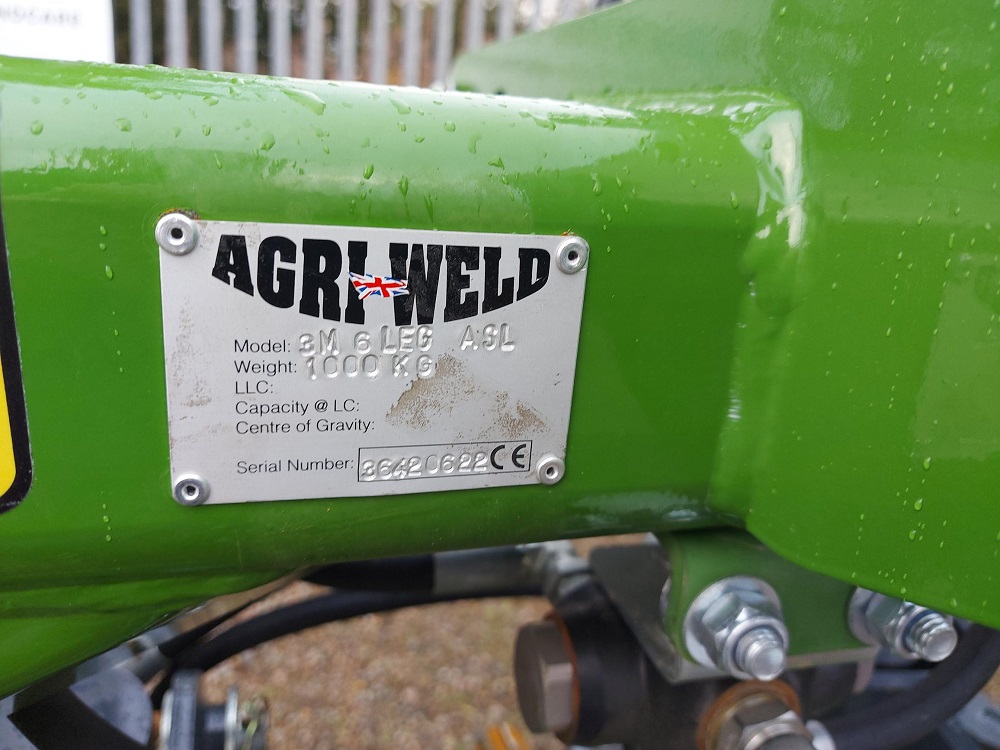 NDCARE
AGRI-WELD
Model: 3M 6 LEG ASL
Weight: 1000 KG
LLC:
Capacity @ LC:
Centre of Gravity:
Serial Number: 36420622 CE